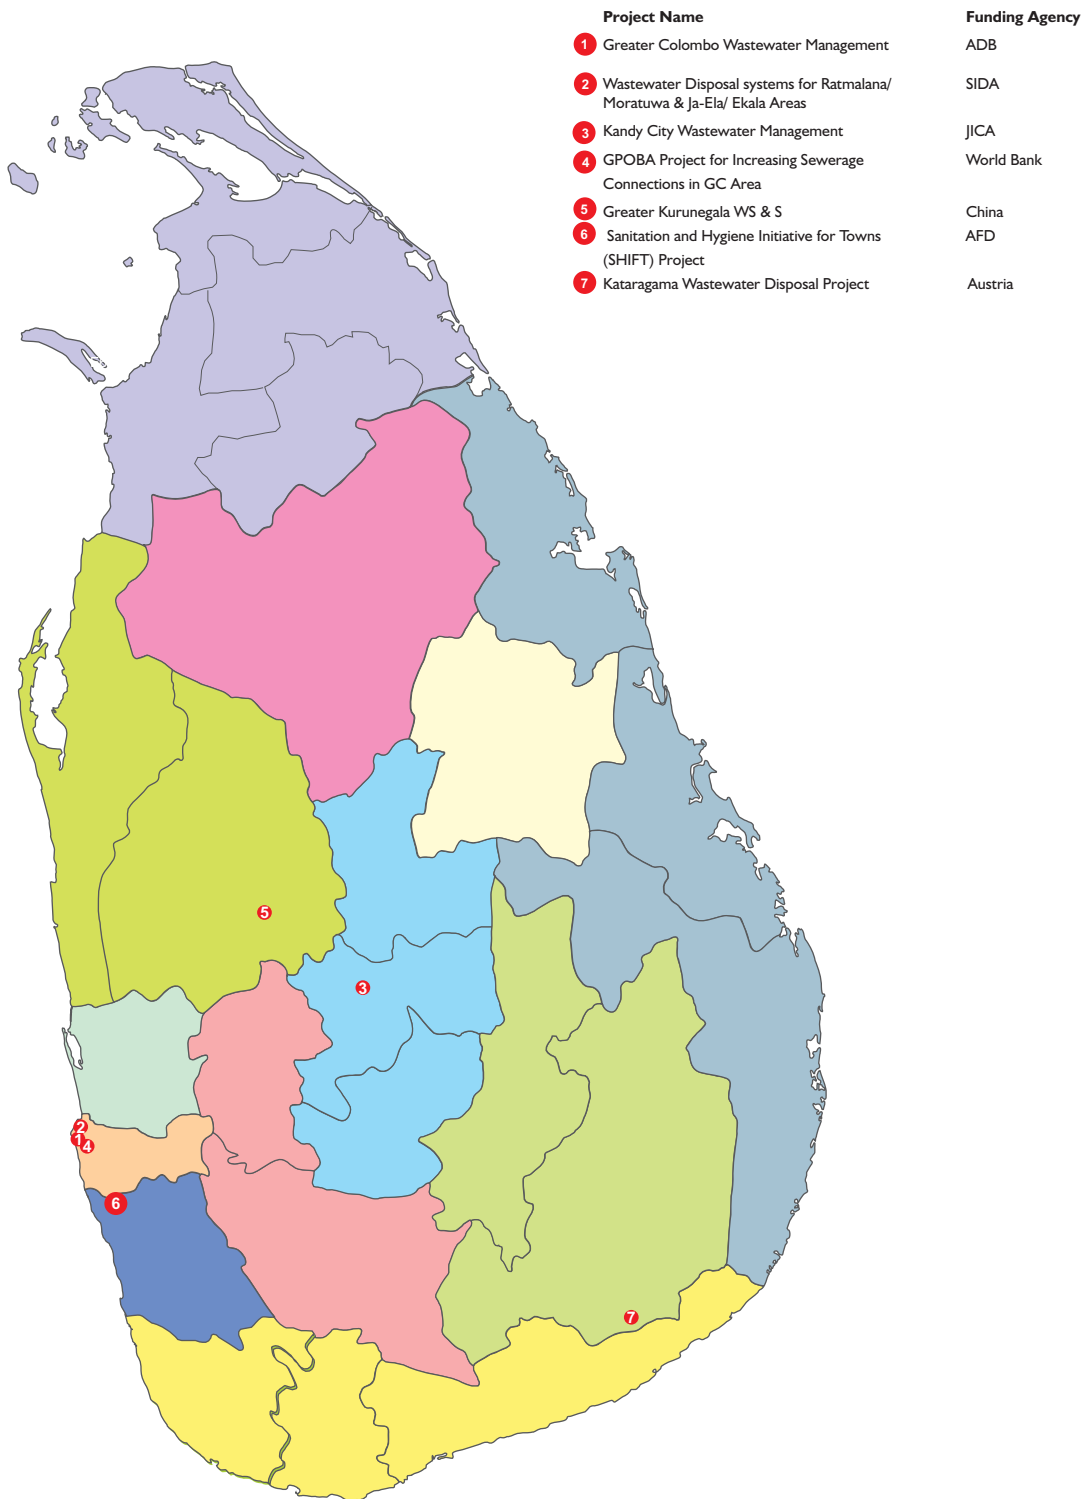 Project Name Funding Agency
1 Greater Colombo Wastewater Management ADB
2 Wastewater Disposal systems for Ratmalana/ SIDA
Moratuwa & Ja-Ela/ Ekala Areas
3 Kandy City Wastewater Management JICA
4 GPOBA Project for Increasing Sewerage World Bank
Connections in GC Area
5 Greater Kurunegala WS & S China
6 Sanitation and Hygiene Initiative for Towns AFD
(SHIFT) Project
7 Kataragama Wastewater Disposal Project Austria
5
3
2
1
4
6
7